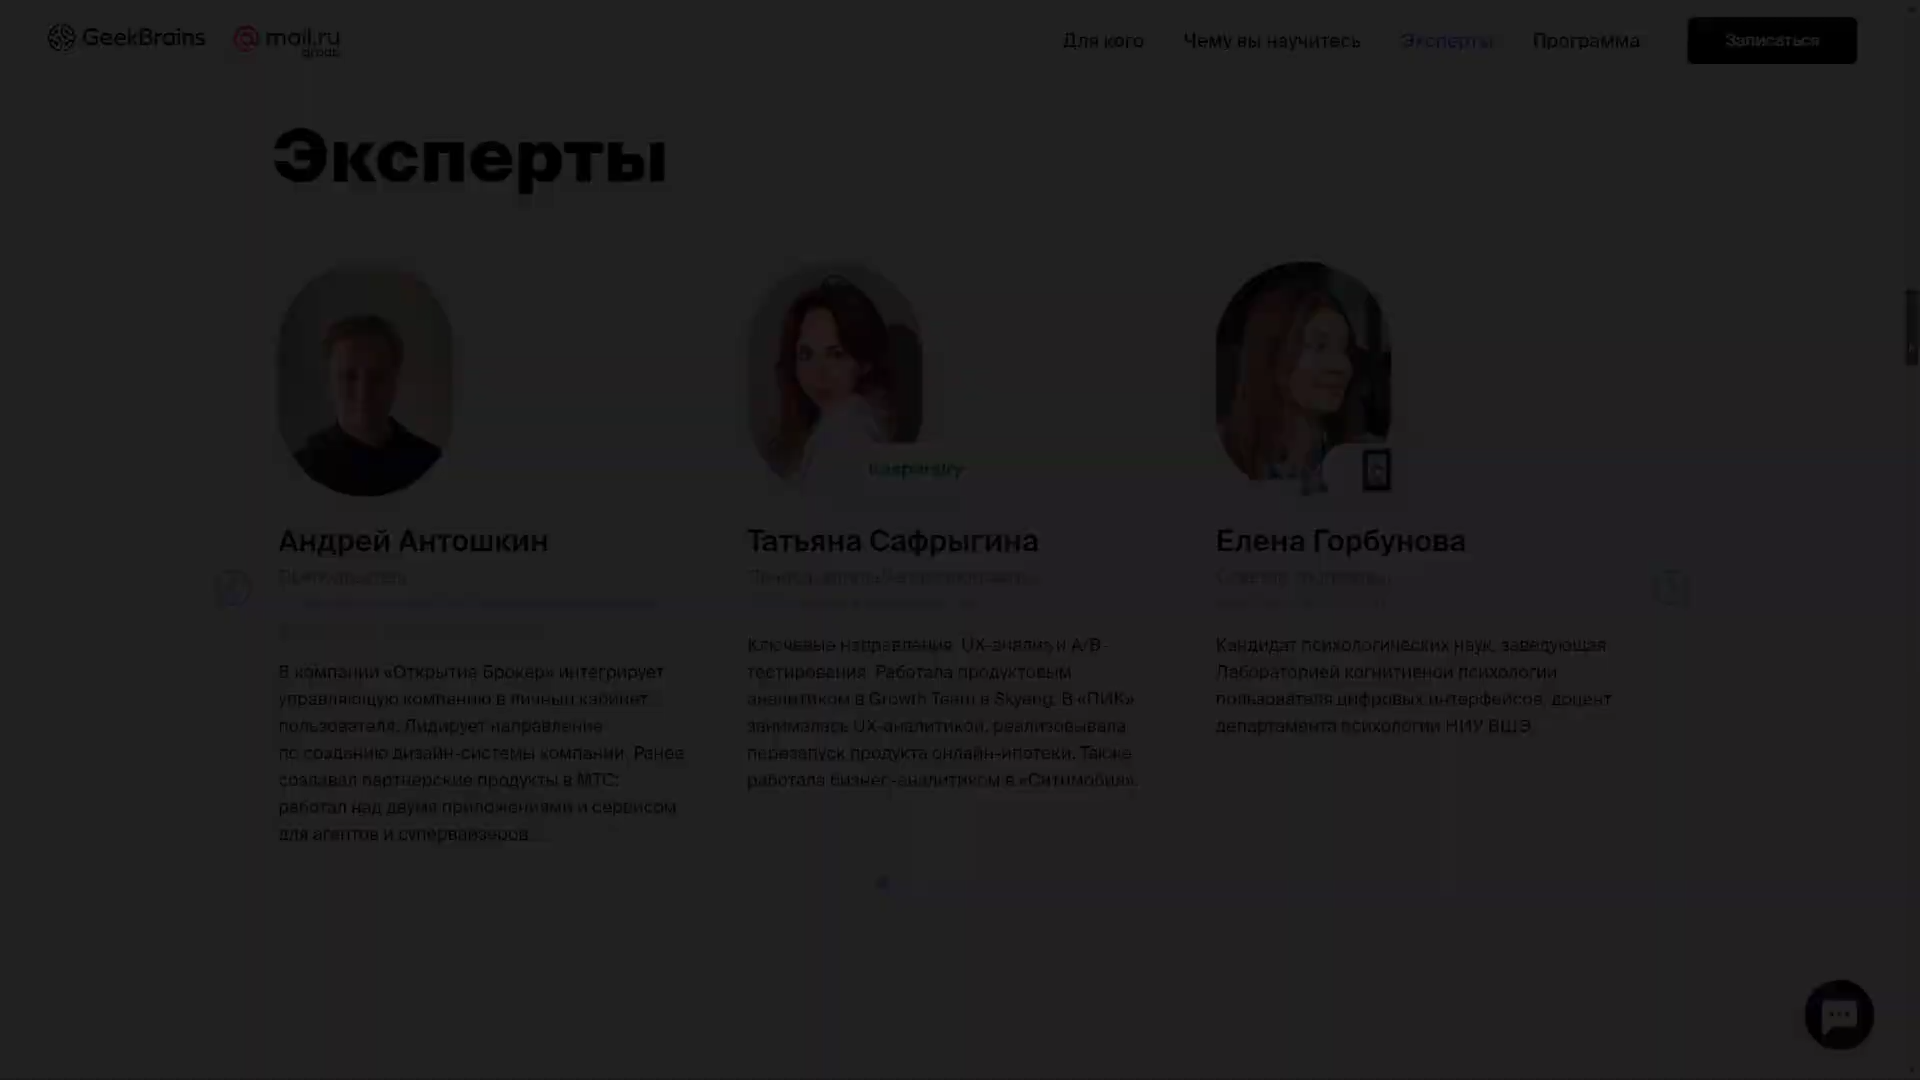 GeekBrains
@mail.ru
group
Для кого
Чему вы научитесь
Эксперты
Программа
Записаться
Эксперты
kaspersky
Андрей Антошкин
В компании «Открытие Брокер» интегрирует
управляющую компанию в личный кабинет
пользователя. Лидирует направление
по созданию дизайн-системы компании. Ранее
создавал партнерские продукты в МТС:
работал над двумя приложениями и сервисом
для агентов и супервайзеров.
Татьяна Сафрыгина
Ключевые направления: UX-анализ и A/B-
тестирования. Работала продуктовым
аналитиком в Growth Team в Skyeng. В «ПИК»
занималась UX-аналитикой, реализовывала
перезапуск продукта онлайн-ипотеки. Также
работала бизнес-аналитиком в «Ситимобил».
Елена Горбунова
Кандидат психологических наук, заведующая
Лабораторией когнитивной психологии
пользователя цифровых интерфейсов, доцент
департамента психологии НИУ ВШЭ.